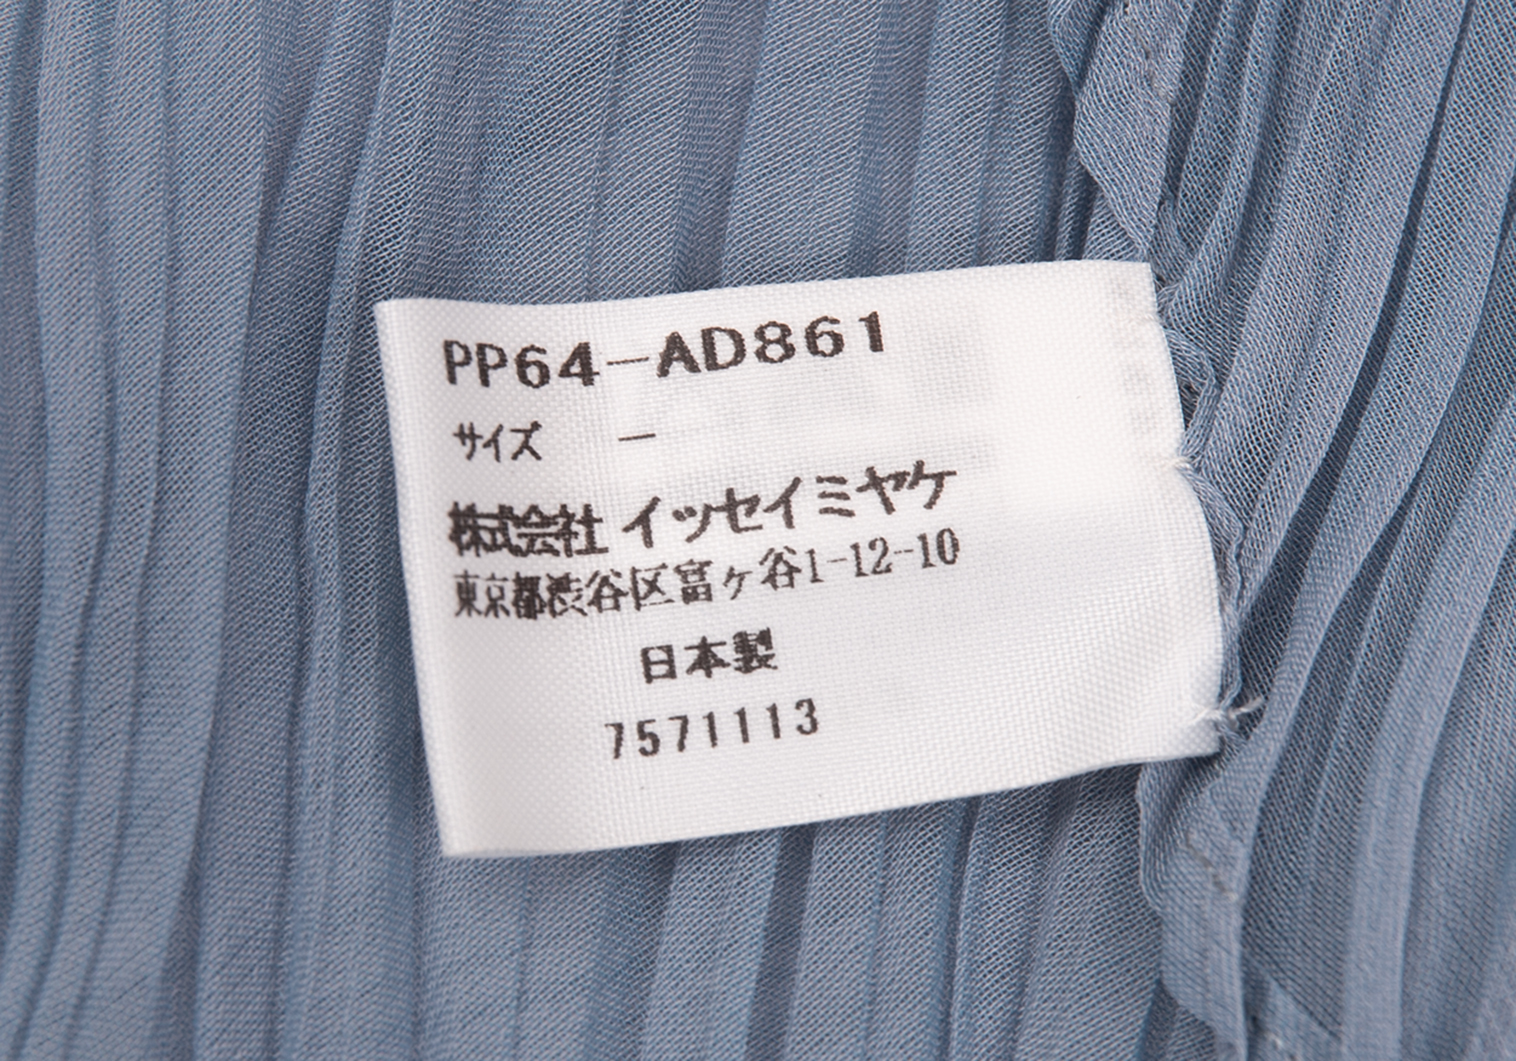 PP64-AD861
サイズ —
株式会社 イッセイミヤケ
東京都渋谷区富ヶ谷1-12-10
日本製
7571113